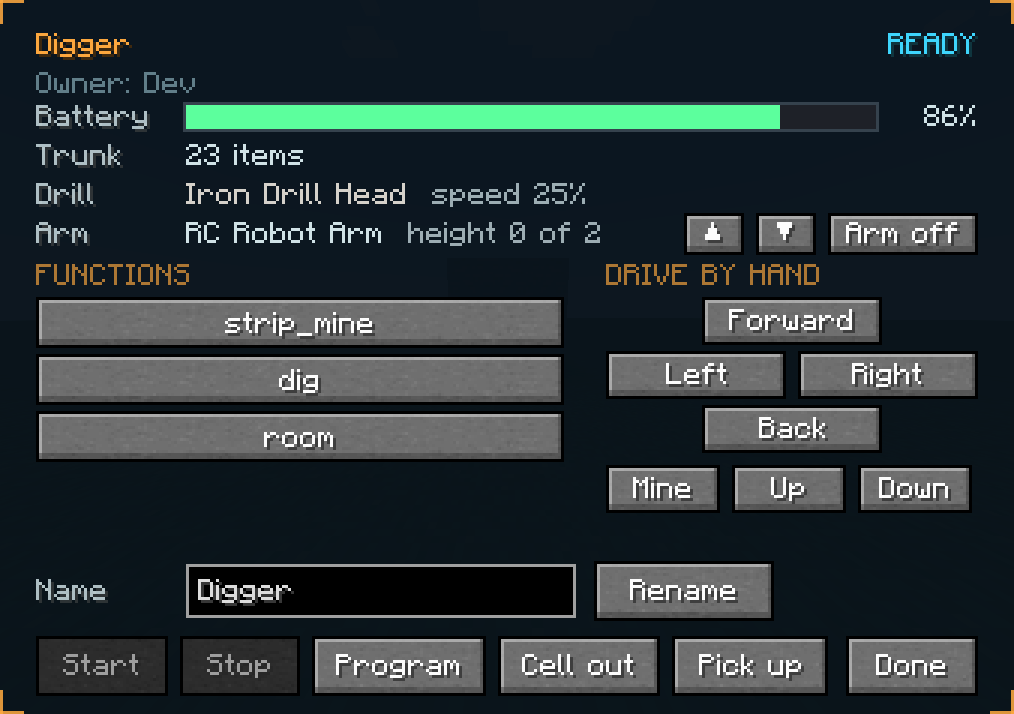 Digger READY
Owner: Dev
Battery 86%
Trunk 23 items
Drill Iron Drill Head speed 25%
Arm RC Robot Arm height 0 of 2 ▲ ▼ Arm off
FUNCTIONS DRIVE BY HAND
strip_mine Forward
dig Left Right
room Back
Mine Up Down
Name Digger Rename
Start Stop Program Cell out Pick up Done